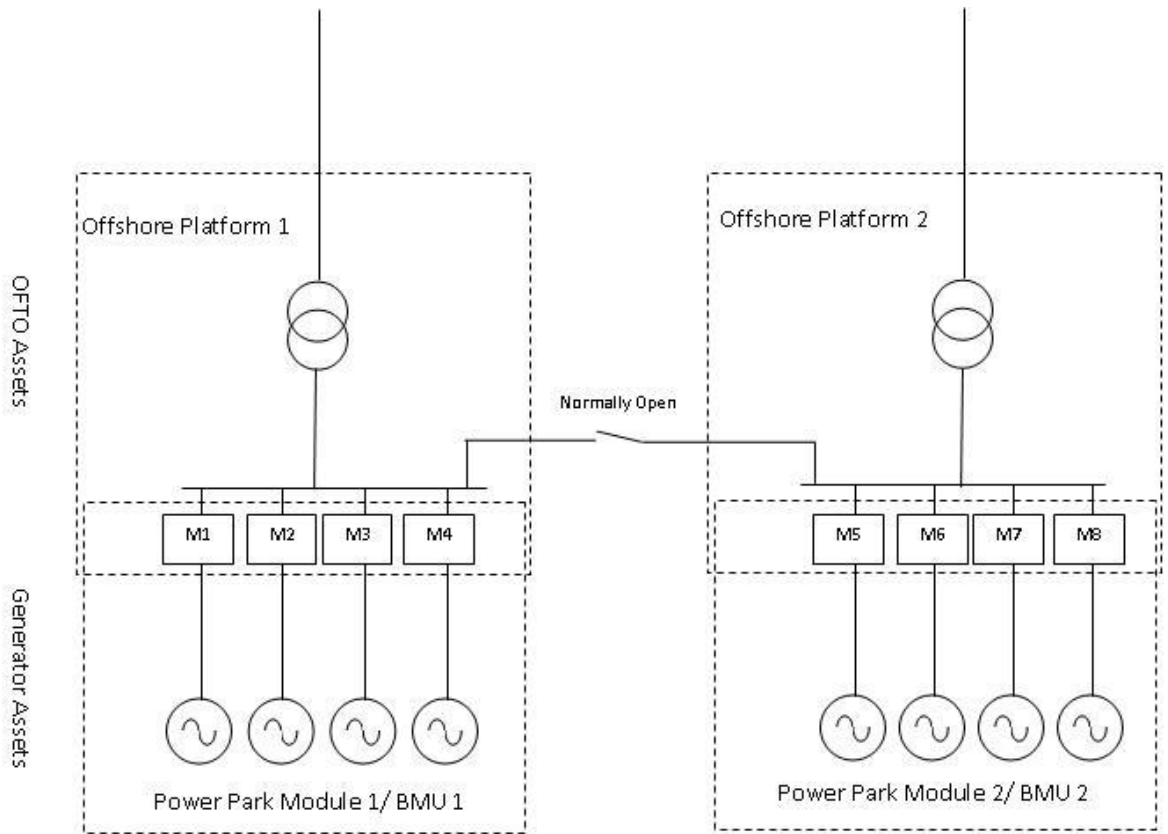 Offshore Platform 1
Offshore Platform 2
OFTO Assets
Normally Open
M1 M2 M3 M4
M5 M6 M7 M8
Generator Assets
Power Park Module 1/ BMU 1
Power Park Module 2/ BMU 2